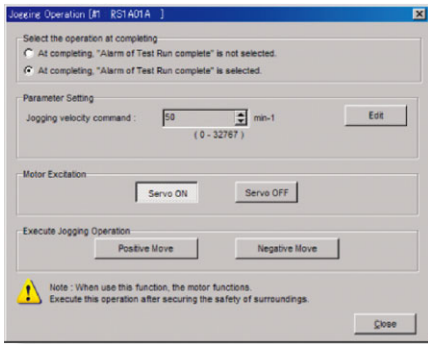 Jogging Operation [#1 RS1A01A ]
Select the operation at completing
At completing, "Alarm of Test Run complete" is not selected.
At completing, "Alarm of Test Run complete" is selected.
Parameter Setting
Jogging velocity command : 50 min-1 Edit
( 0 - 32767 )
Motor Excitation
Servo ON Servo OFF
Execute Jogging Operation
Positive Move Negative Move
Note : When use this function, the motor functions.
Execute this operation after securing the safety of surroundings.
Close